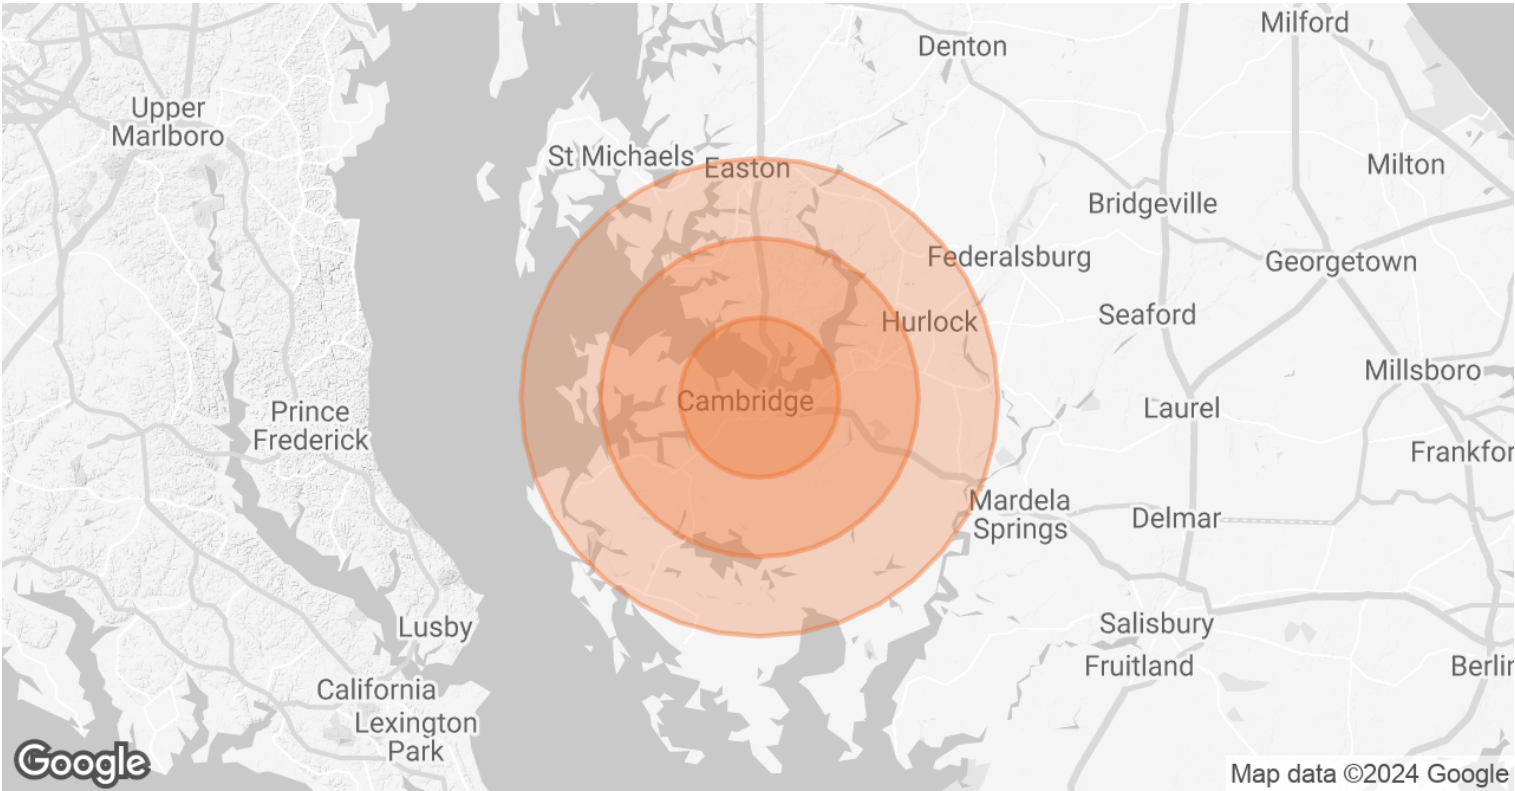 Milford
Denton
Upper
Marlboro
St Michaels
Easton
Milton
Bridgeville
Federalsburg
Georgetown
Seaford
Hurlock
Millsboro
Cambridge
Laurel
Prince
Frederick
Frankfor
Mardela
Springs
Delmar
Lusby
Salisbury
Fruitland
Berlin
California
Lexington
Park
Google
Map data ©2024 Google